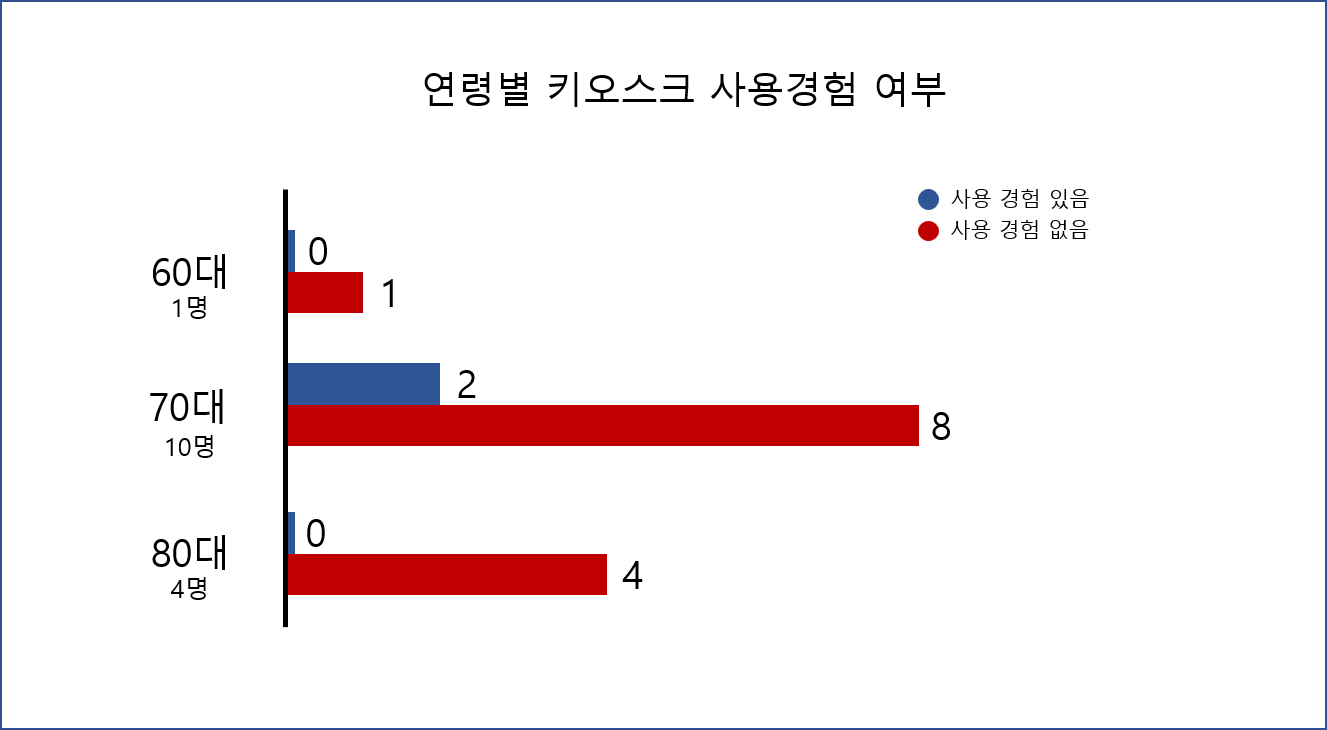 연령별 키오스크 사용경험 여부
사용 경험 있음
사용 경험 없음
60대
1명
0
1
70대
10명
2
8
80대
4명
0
4